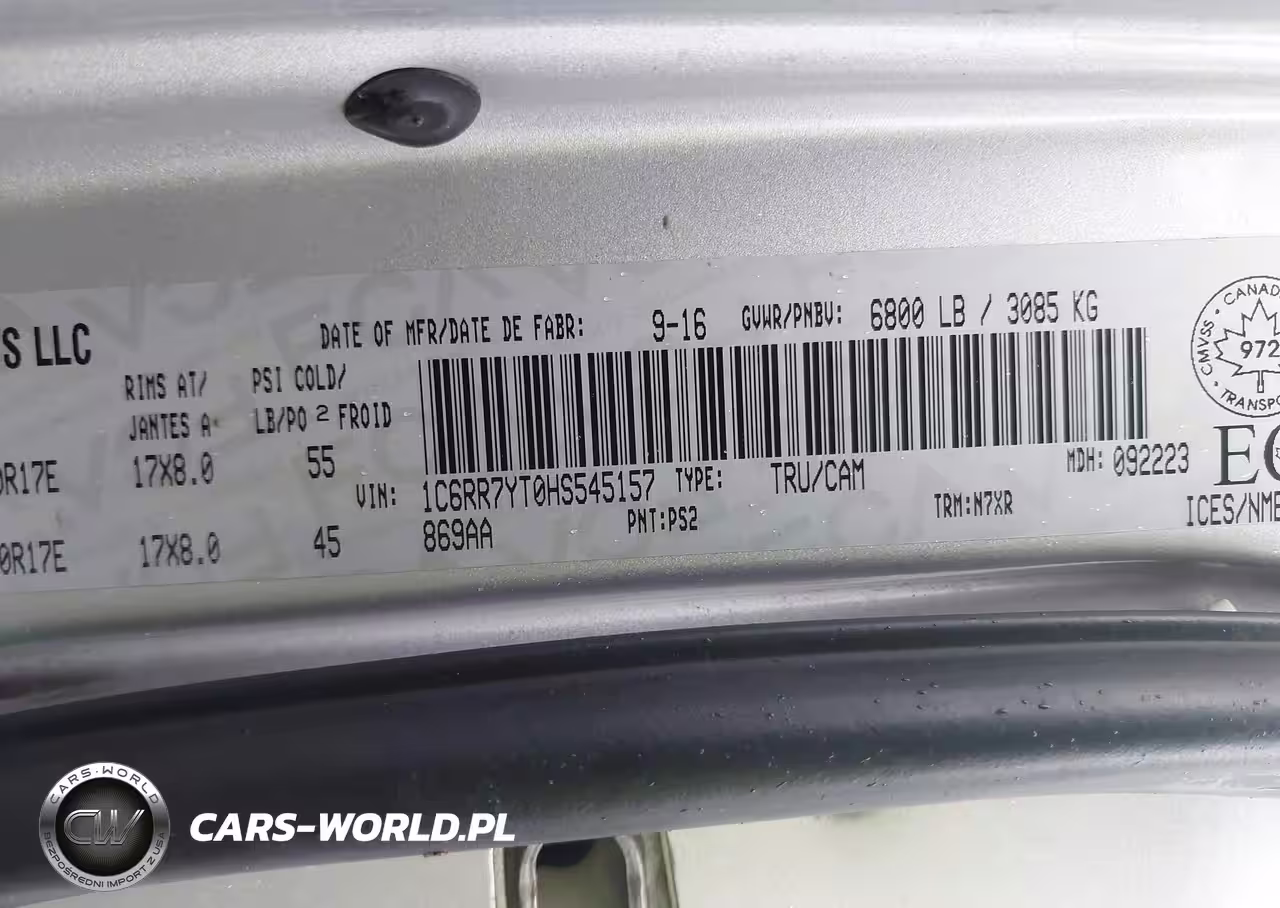 S LLC
DATE OF MFR/DATE DE FABR: 9-16 GVWR/PNBV: 6800 LB / 3085 KG
RIMS AT/ PSI COLD/
JANTES A LB/PO 2 FROID
0R17E 17X8.0 55
VIN: 1C6RR7YT0HS545157 TYPE: TRU/CAM MDH: 092223
0R17E 17X8.0 45
869AA PNT:PS2 TRM:N7XR
CANAD
CMVSS
972
TRANSPO
EC
ICES/NME
CARS-WORLD
CW
BEZPOŚREDNI IMPORT Z USA
CARS-WORLD.PL